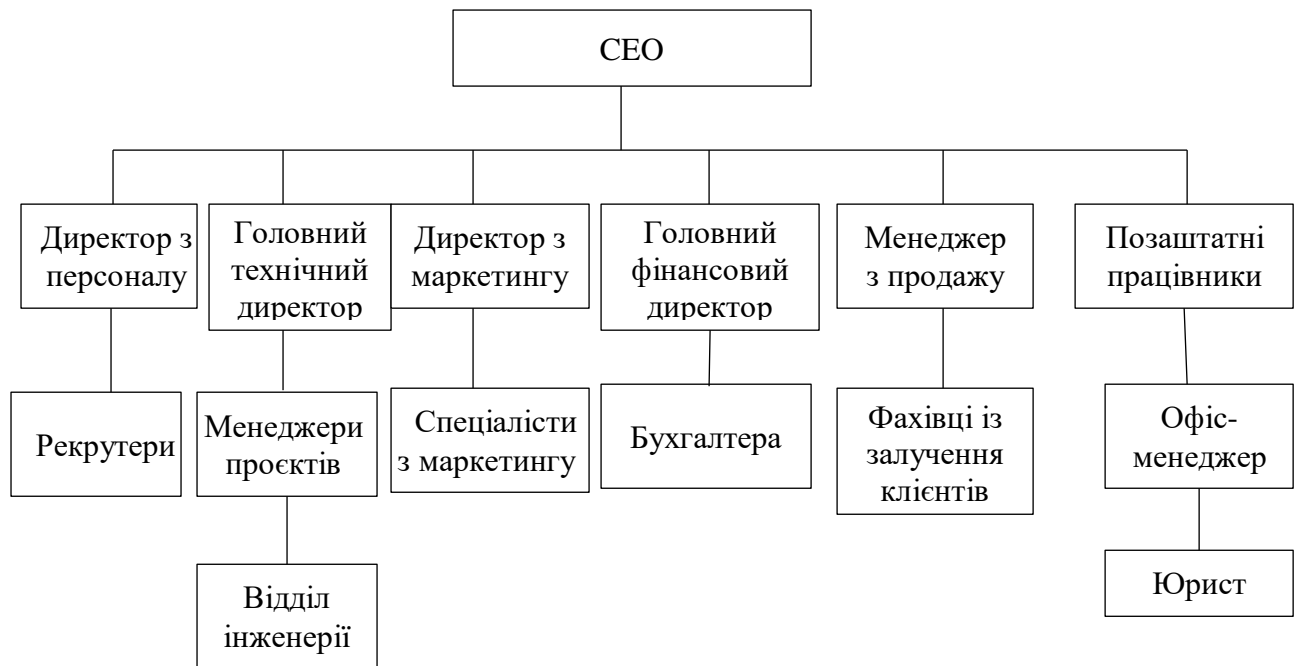 CEO
Директор з
персоналу
Головний
технічний
директор
Директор з
маркетингу
Головний
фінансовий
директор
Менеджер
з продажу
Позаштатні
працівники
Рекрутери
Менеджери
проєктів
Спеціалісти
з маркетингу
Бухгалтера
Фахівці із
залучення
клієнтів
Офіс-
менеджер
Відділ
інженерії
Юрист